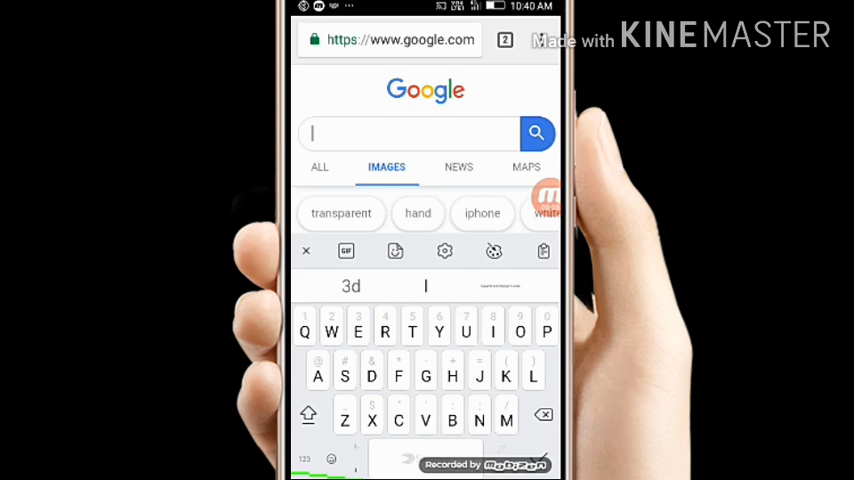 10:40 AM
https://www.google.com
2
Made with KINEMASTER
Google
ALL IMAGES NEWS MAPS
transparent hand iphone white
GIF
3d I
1 2 3 4 5 6 7 8 9 0
Q W E R T Y U I O P
@ # & * - + = ( )
A S D F G H J K L
Z X C V B N M
123
Recorded by mobizen